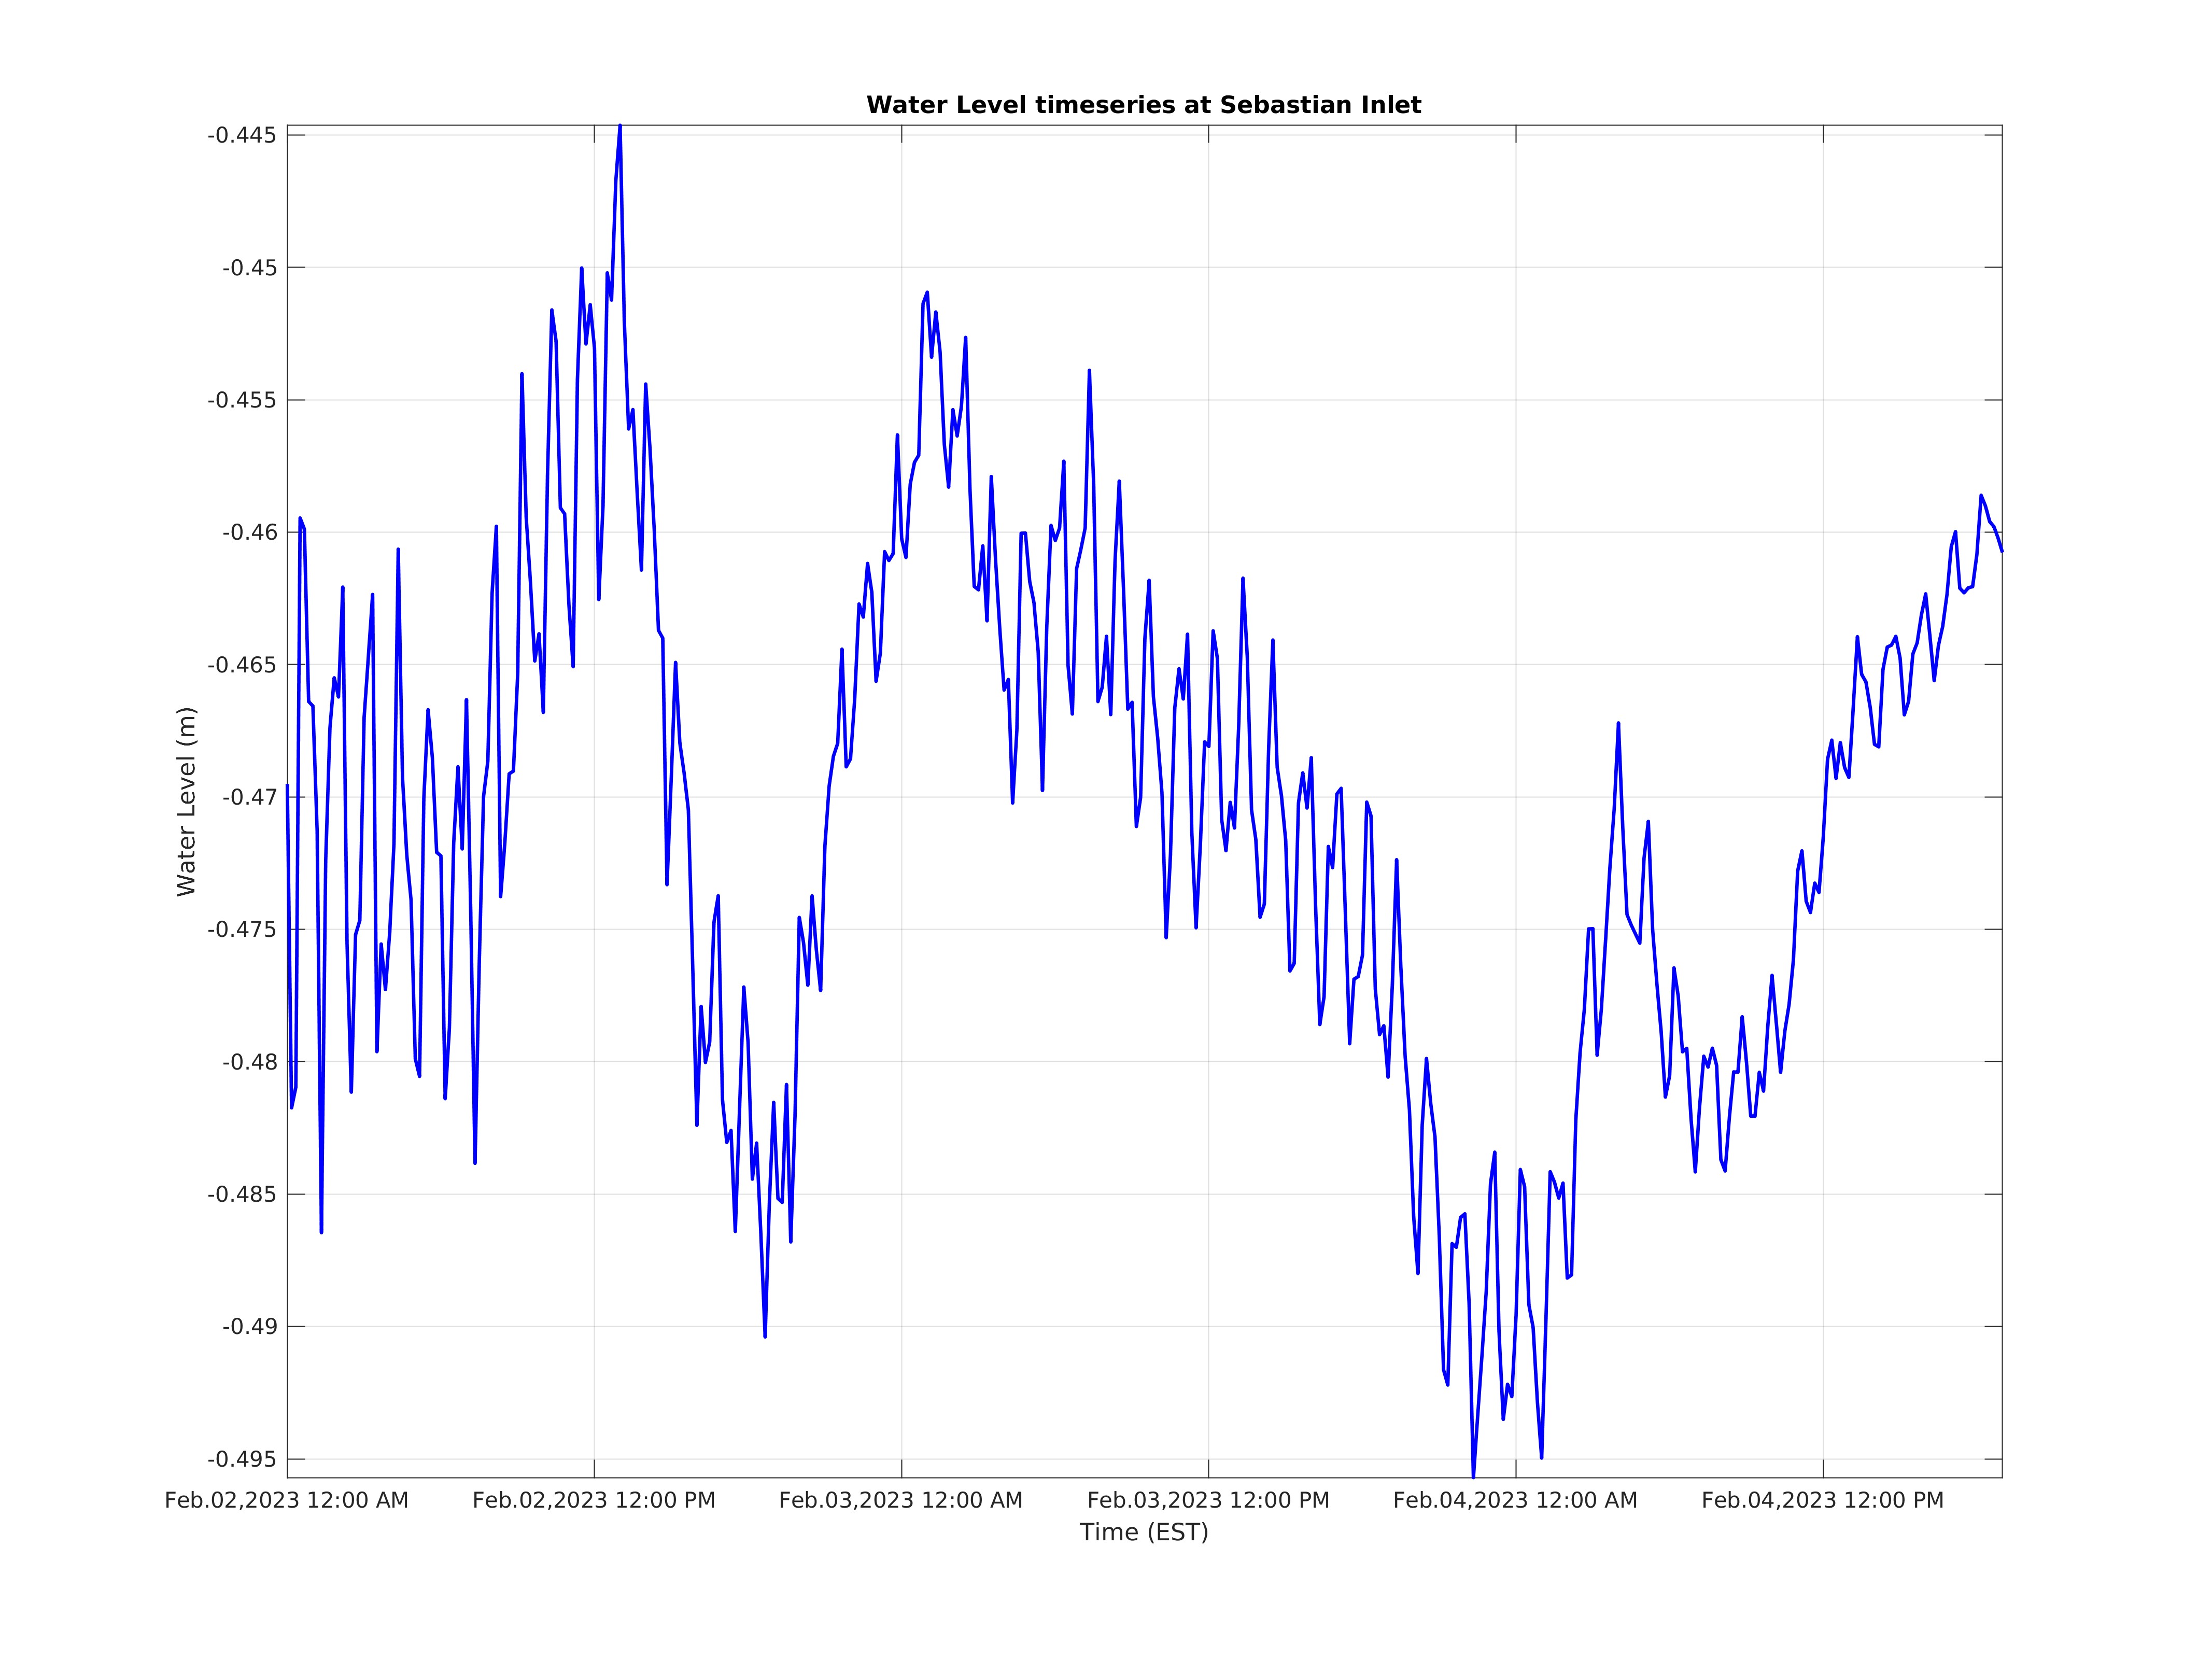 Water Level timeseries at Sebastian Inlet
-0.445
-0.45
-0.455
-0.46
-0.465
-0.47
-0.475
-0.48
-0.485
-0.49
-0.495
Water Level (m)
Feb.02,2023 12:00 AM
Feb.02,2023 12:00 PM
Feb.03,2023 12:00 AM
Feb.03,2023 12:00 PM
Feb.04,2023 12:00 AM
Feb.04,2023 12:00 PM
Time (EST)